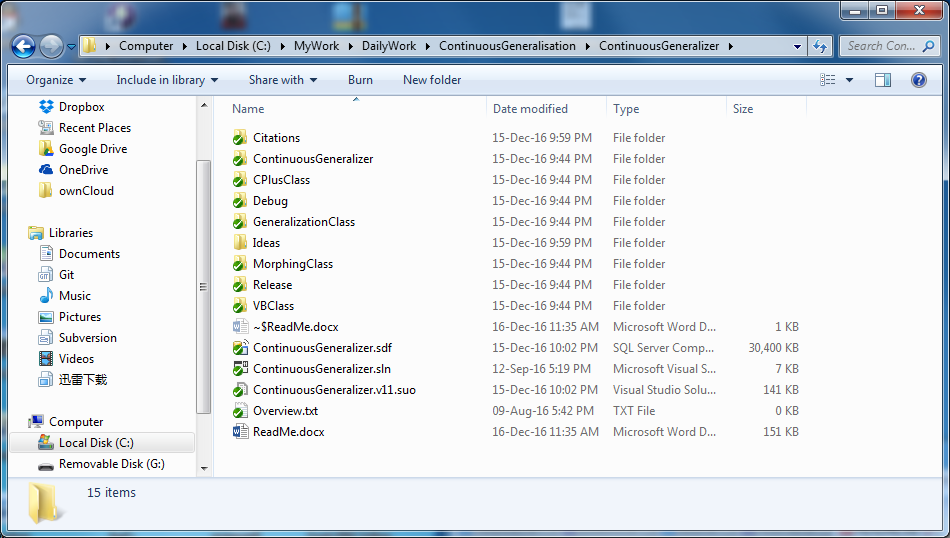 Computer ▸ Local Disk (C:) ▸ MyWork ▸ DailyWork ▸ ContinuousGeneralisation ▸ ContinuousGeneralizer ▸
Search Con...
Organize Include in library Share with Burn New folder
Dropbox
Recent Places
Google Drive
OneDrive
ownCloud
Libraries
Documents
Git
Music
Pictures
Subversion
Videos
迅雷下载
Computer
Local Disk (C:)
Removable Disk (G:)
Name Date modified Type Size
Citations 15-Dec-16 9:59 PM File folder
ContinuousGeneralizer 15-Dec-16 9:44 PM File folder
CPlusClass 15-Dec-16 9:44 PM File folder
Debug 15-Dec-16 9:44 PM File folder
GeneralizationClass 15-Dec-16 9:44 PM File folder
Ideas 15-Dec-16 9:59 PM File folder
MorphingClass 15-Dec-16 9:44 PM File folder
Release 15-Dec-16 9:44 PM File folder
VBClass 15-Dec-16 9:44 PM File folder
~$ReadMe.docx 16-Dec-16 11:35 AM Microsoft Word D... 1 KB
ContinuousGeneralizer.sdf 15-Dec-16 10:02 PM SQL Server Comp... 30,400 KB
ContinuousGeneralizer.sln 12-Sep-16 5:19 PM Microsoft Visual S... 7 KB
ContinuousGeneralizer.v11.suo 15-Dec-16 10:02 PM Visual Studio Solu... 141 KB
Overview.txt 09-Aug-16 5:42 PM TXT File 0 KB
ReadMe.docx 16-Dec-16 11:35 AM Microsoft Word D... 151 KB
15 items